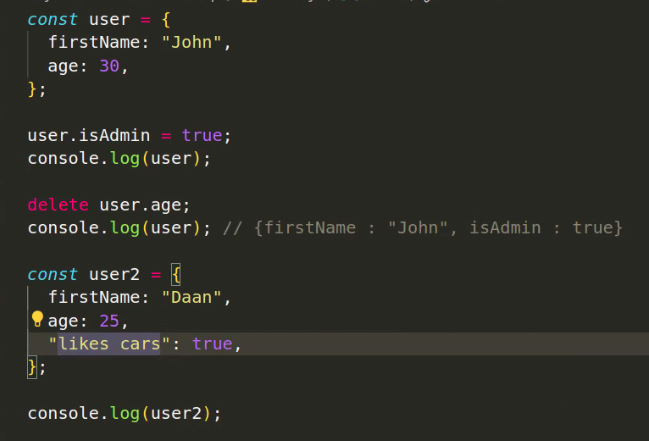 const user = {
  firstName: "John",
  age: 30,
};

user.isAdmin = true;
console.log(user);

delete user.age;
console.log(user); // {firstName : "John", isAdmin : true}

const user2 = {
  firstName: "Daan",
  age: 25,
  "likes cars": true,
};

console.log(user2);